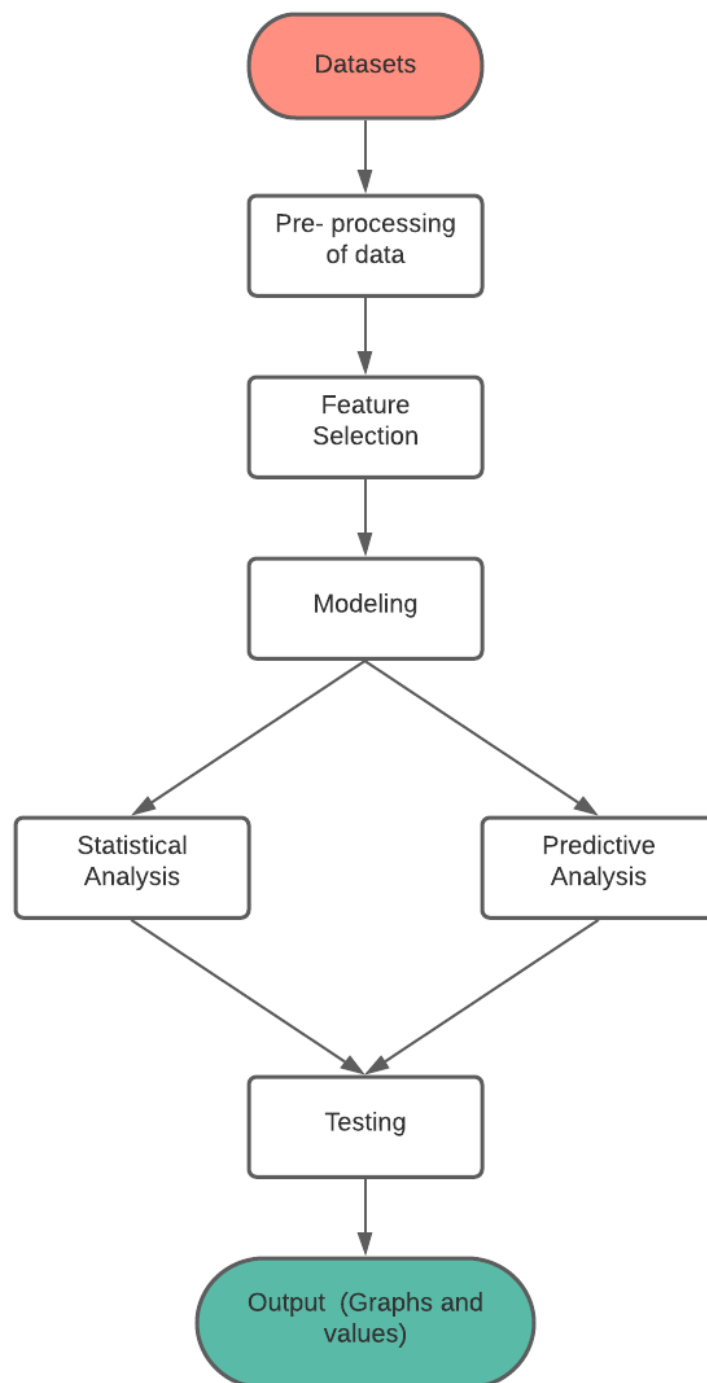 Datasets
Pre- processing
of data
Feature
Selection
Modeling
Statistical
Analysis
Predictive
Analysis
Testing
Output  (Graphs and
values)